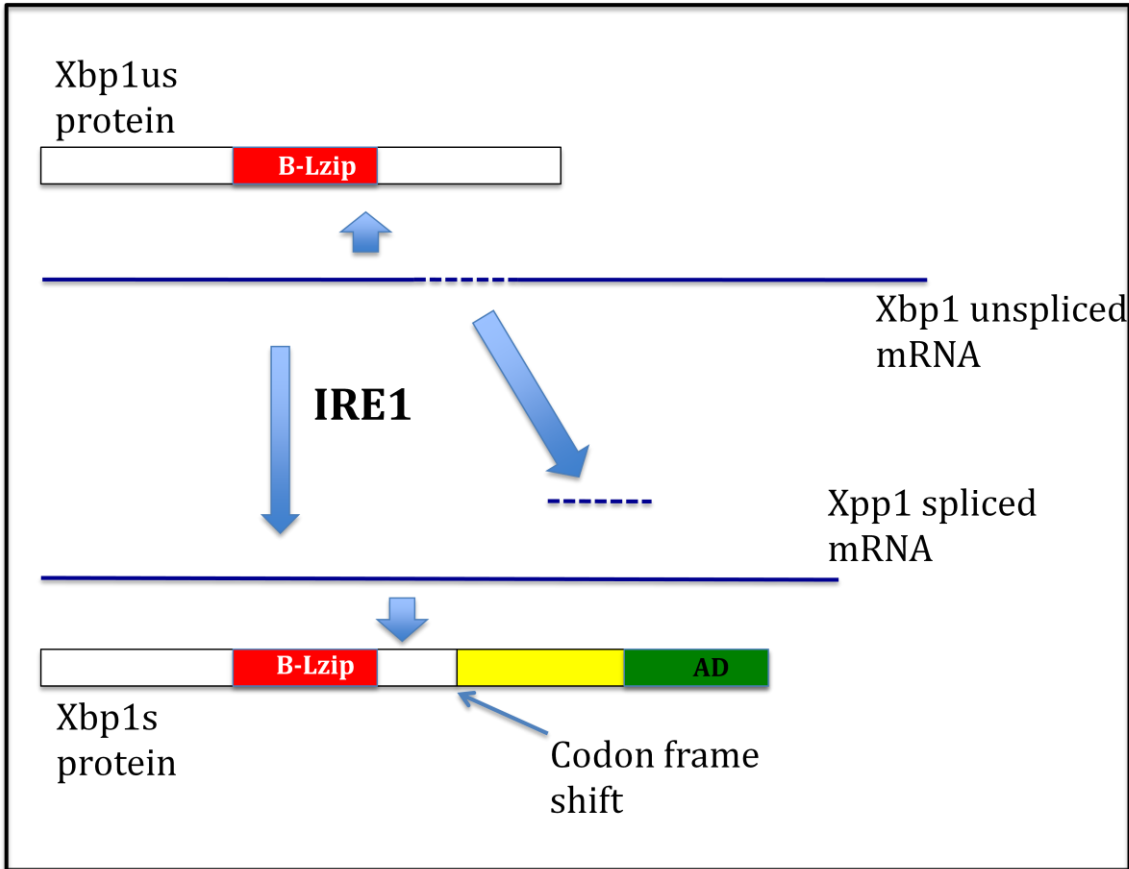 Xbp1us
protein
B-Lzip
Xbp1 unspliced
mRNA
IRE1
Xpp1 spliced
mRNA
B-Lzip
AD
Xbp1s
protein
Codon frame
shift